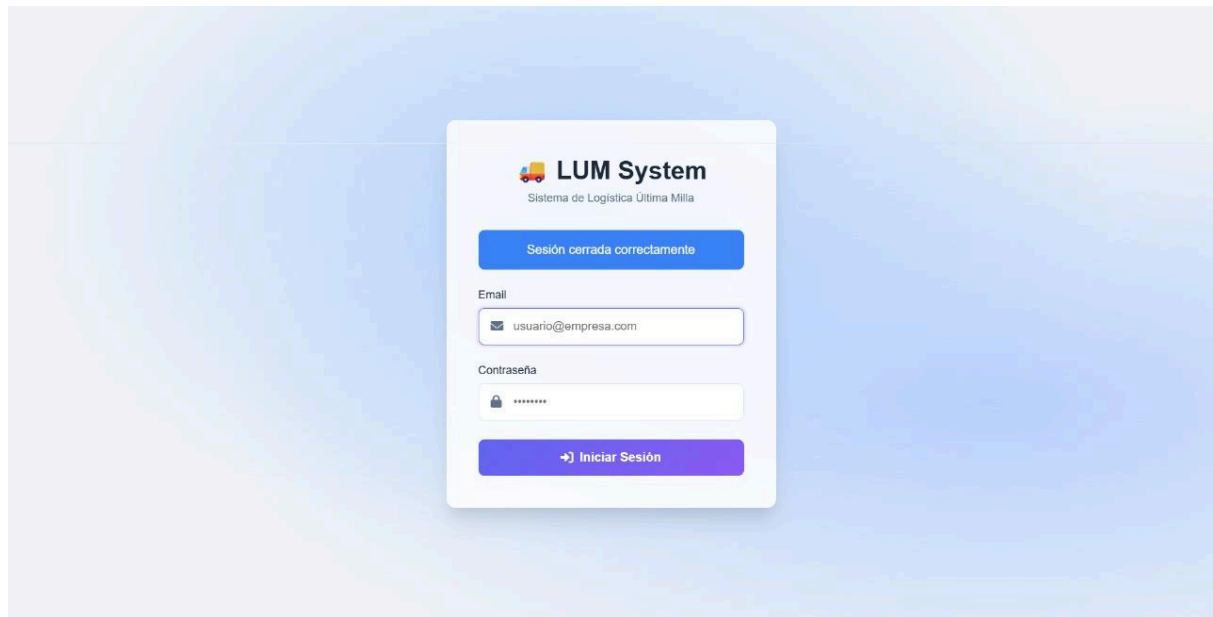 LUM System
Sistema de Logística Última Milla
Sesión cerrada correctamente
Email
usuario@empresa.com
Contraseña
••••••••
Iniciar Sesión